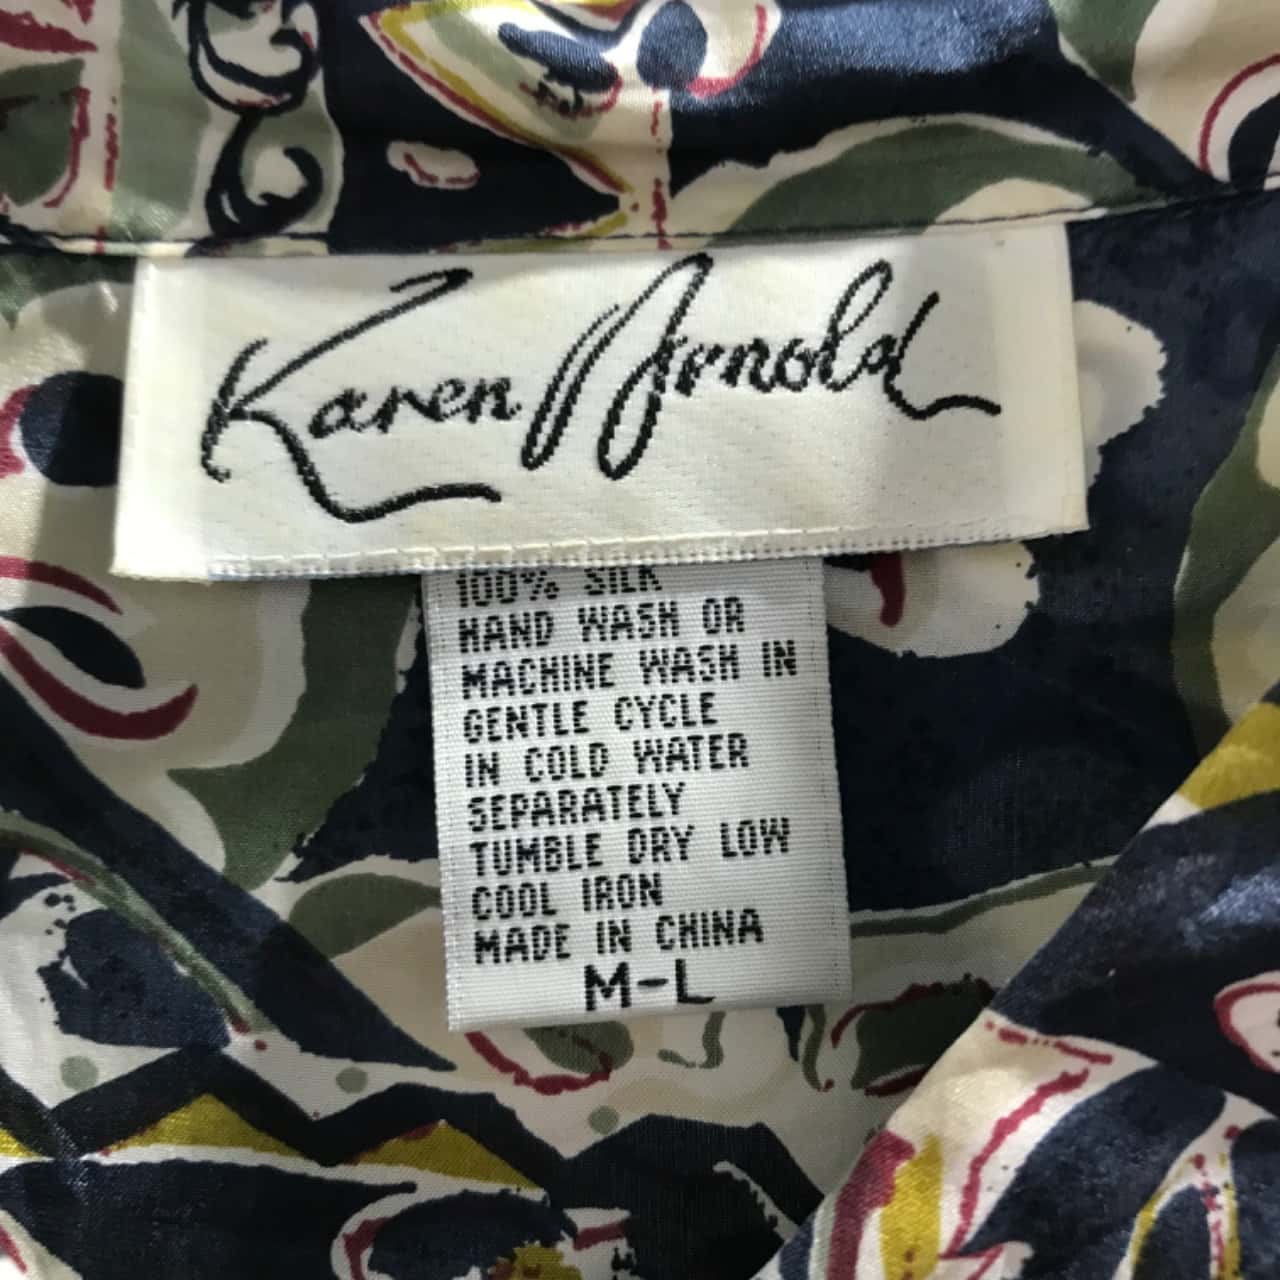 Karen Arnold
100% SILK
HAND WASH OR
MACHINE WASH IN
GENTLE CYCLE
IN COLD WATER
SEPARATELY
TUMBLE DRY LOW
COOL IRON
MADE IN CHINA
M-L